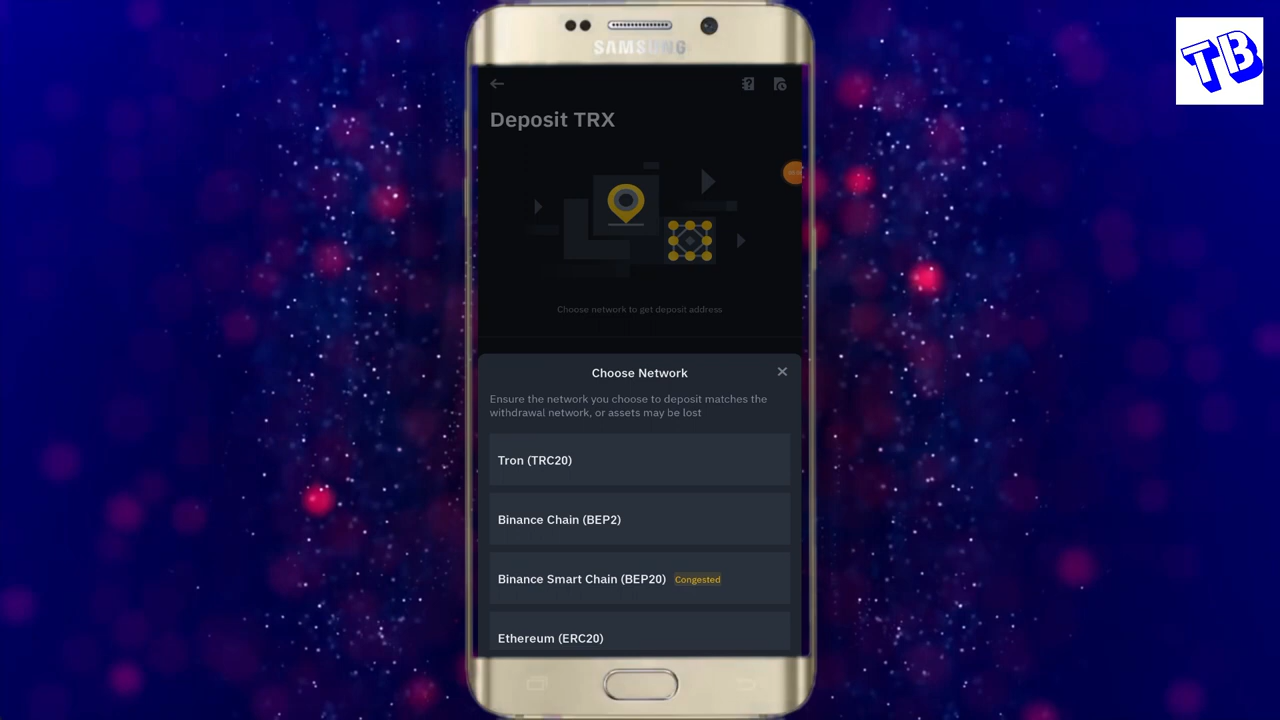 SAMSUNG
TB
Deposit TRX
Choose network to get deposit address
Choose Network
Ensure the network you choose to deposit matches the
withdrawal network, or assets may be lost
Tron (TRC20)
Binance Chain (BEP2)
Binance Smart Chain (BEP20) Congested
Ethereum (ERC20)